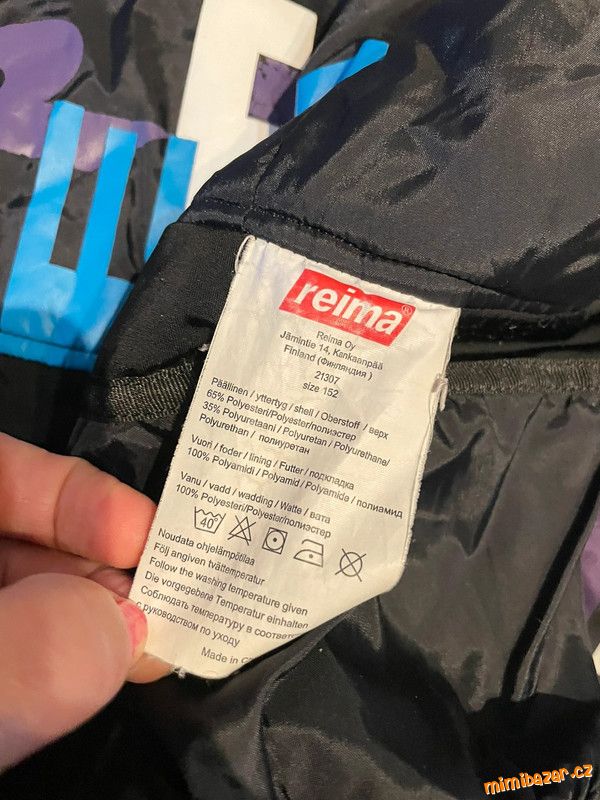 reima®
Reima Oy
Jämintie 14, Kankaanpää
Finland (Финляндия )
21307
size 152
Päällinen / yttertyg / shell / Oberstoff / верх
65% Polyesteri/Polyester/полиэстер
35% Polyuretaani / Polyuretan / Polyurethane/
Polyurethan / полиуретан
Vuori / foder / lining / Futter / подкладка
100% Polyamidi / Polyamid / Polyamide / полиамид
Vanu / vadd / wadding / Watte / вата
100% Polyesteri/Polyester/полиэстер
40°
Noudata ohjelämpötilaa
Följ angiven tvättemperatur
Follow the washing temperature given
Die vorgegebene Temperatur einhalten
Соблюдать температуру в соответс
с руководством по уходу
Made in C
mimibazar.cz